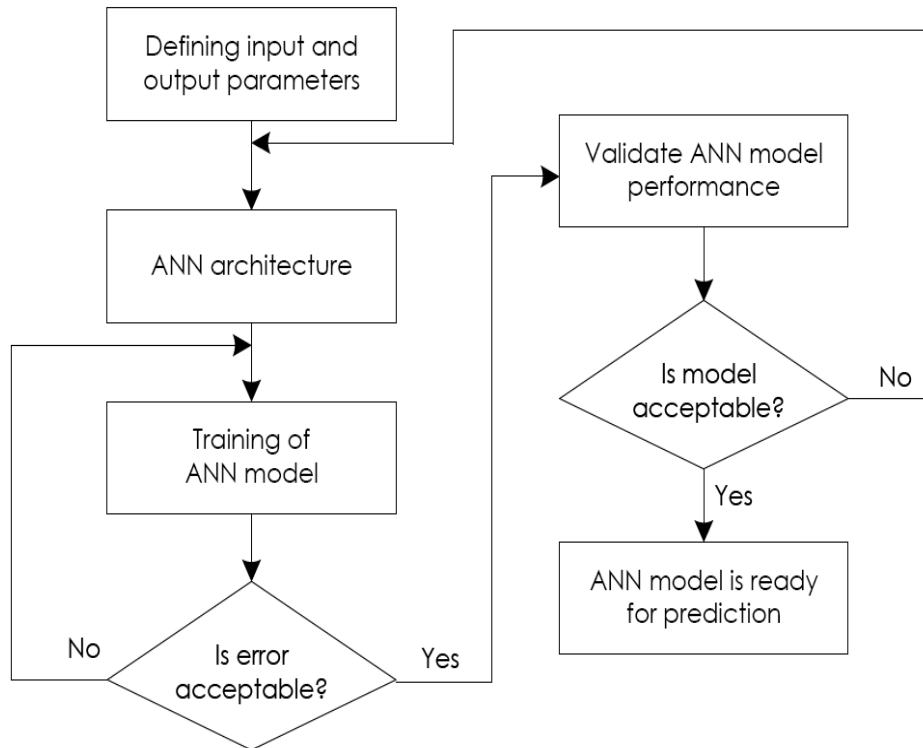 Defining input and
output parameters
ANN architecture
Training of
ANN model
Is error
acceptable?
No
Yes
Validate ANN model
performance
Is model
acceptable?
No
Yes
ANN model is ready
for prediction